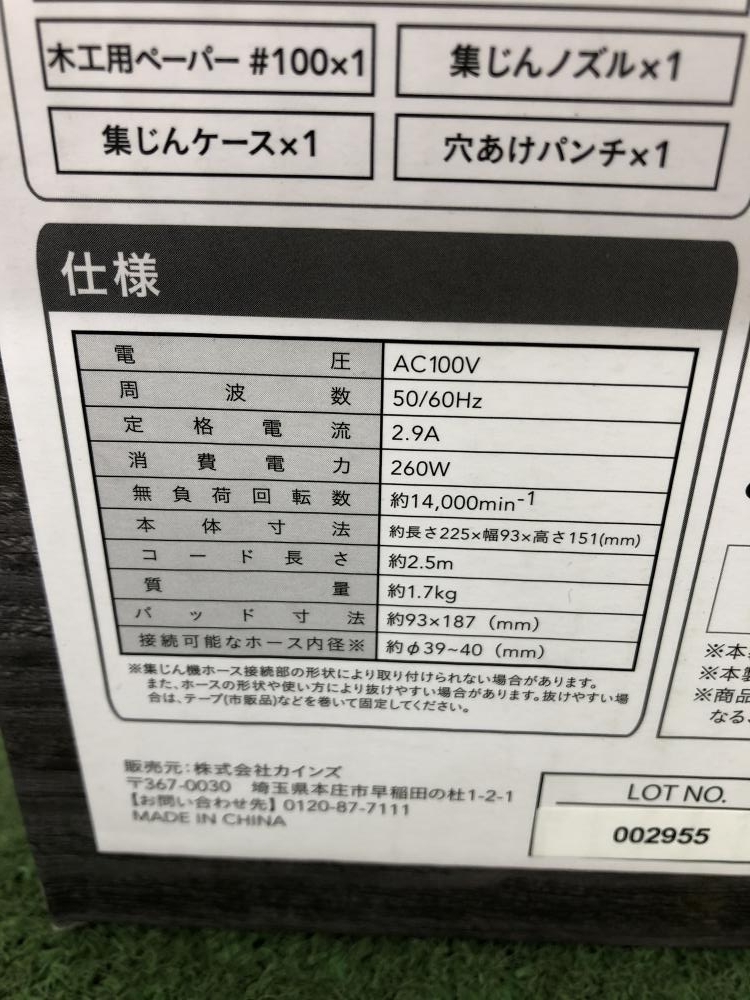 木工用ペーパー #100×1
集じんノズル×1
集じんケース×1
穴あけパンチ×1
仕様
電圧 AC100V
周波数 50/60Hz
定格電流 2.9A
消費電力 260W
無負荷回転数 約14,000min-1
本体寸法 約長さ225×幅93×高さ151(mm)
コード長さ 約2.5m
質量 約1.7kg
パッド寸法 約93×187（mm）
接続可能なホース内径※ 約φ39~40（mm）
※集じん機ホース接続部の形状により取り付けられない場合があります。
また、ホースの形状や使い方により抜けやすい場合があります。抜けやすい場
合は、テープ(市販品)などを巻いて固定してください。
※本
※本製
※商品
なる
販売元:株式会社カインズ
〒367-0030 埼玉県本庄市早稲田の杜1-2-1
【お問い合わせ先】0120-87-7111
MADE IN CHINA
LOT NO.
002955